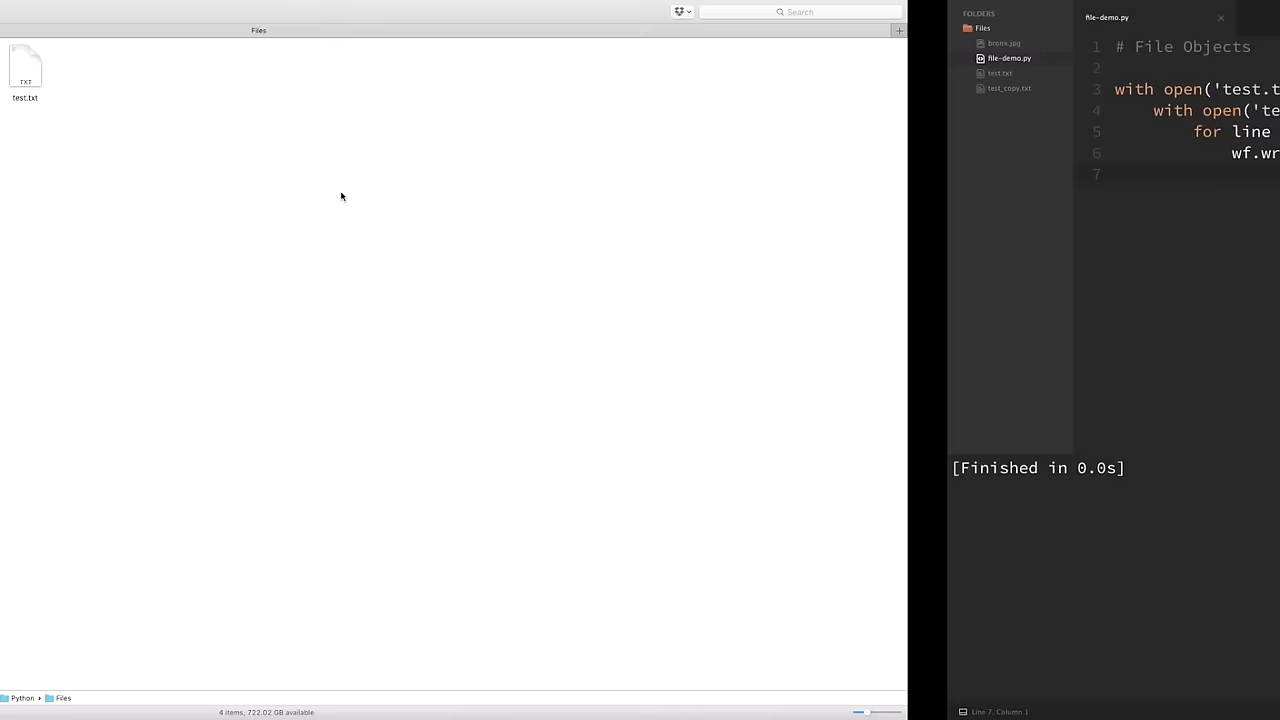 Search
Files
TXT
test.txt
Python
Files
4 items, 722.02 GB available
FOLDERS
Files
bronx.jpg
file-demo.py
test.txt
test_copy.txt
file-demo.py
1 # File Objects
2
3 with open('test.t
4 with open('te
5 for line
6 wf.wr
7
[Finished in 0.0s]
Line 7, Column 1